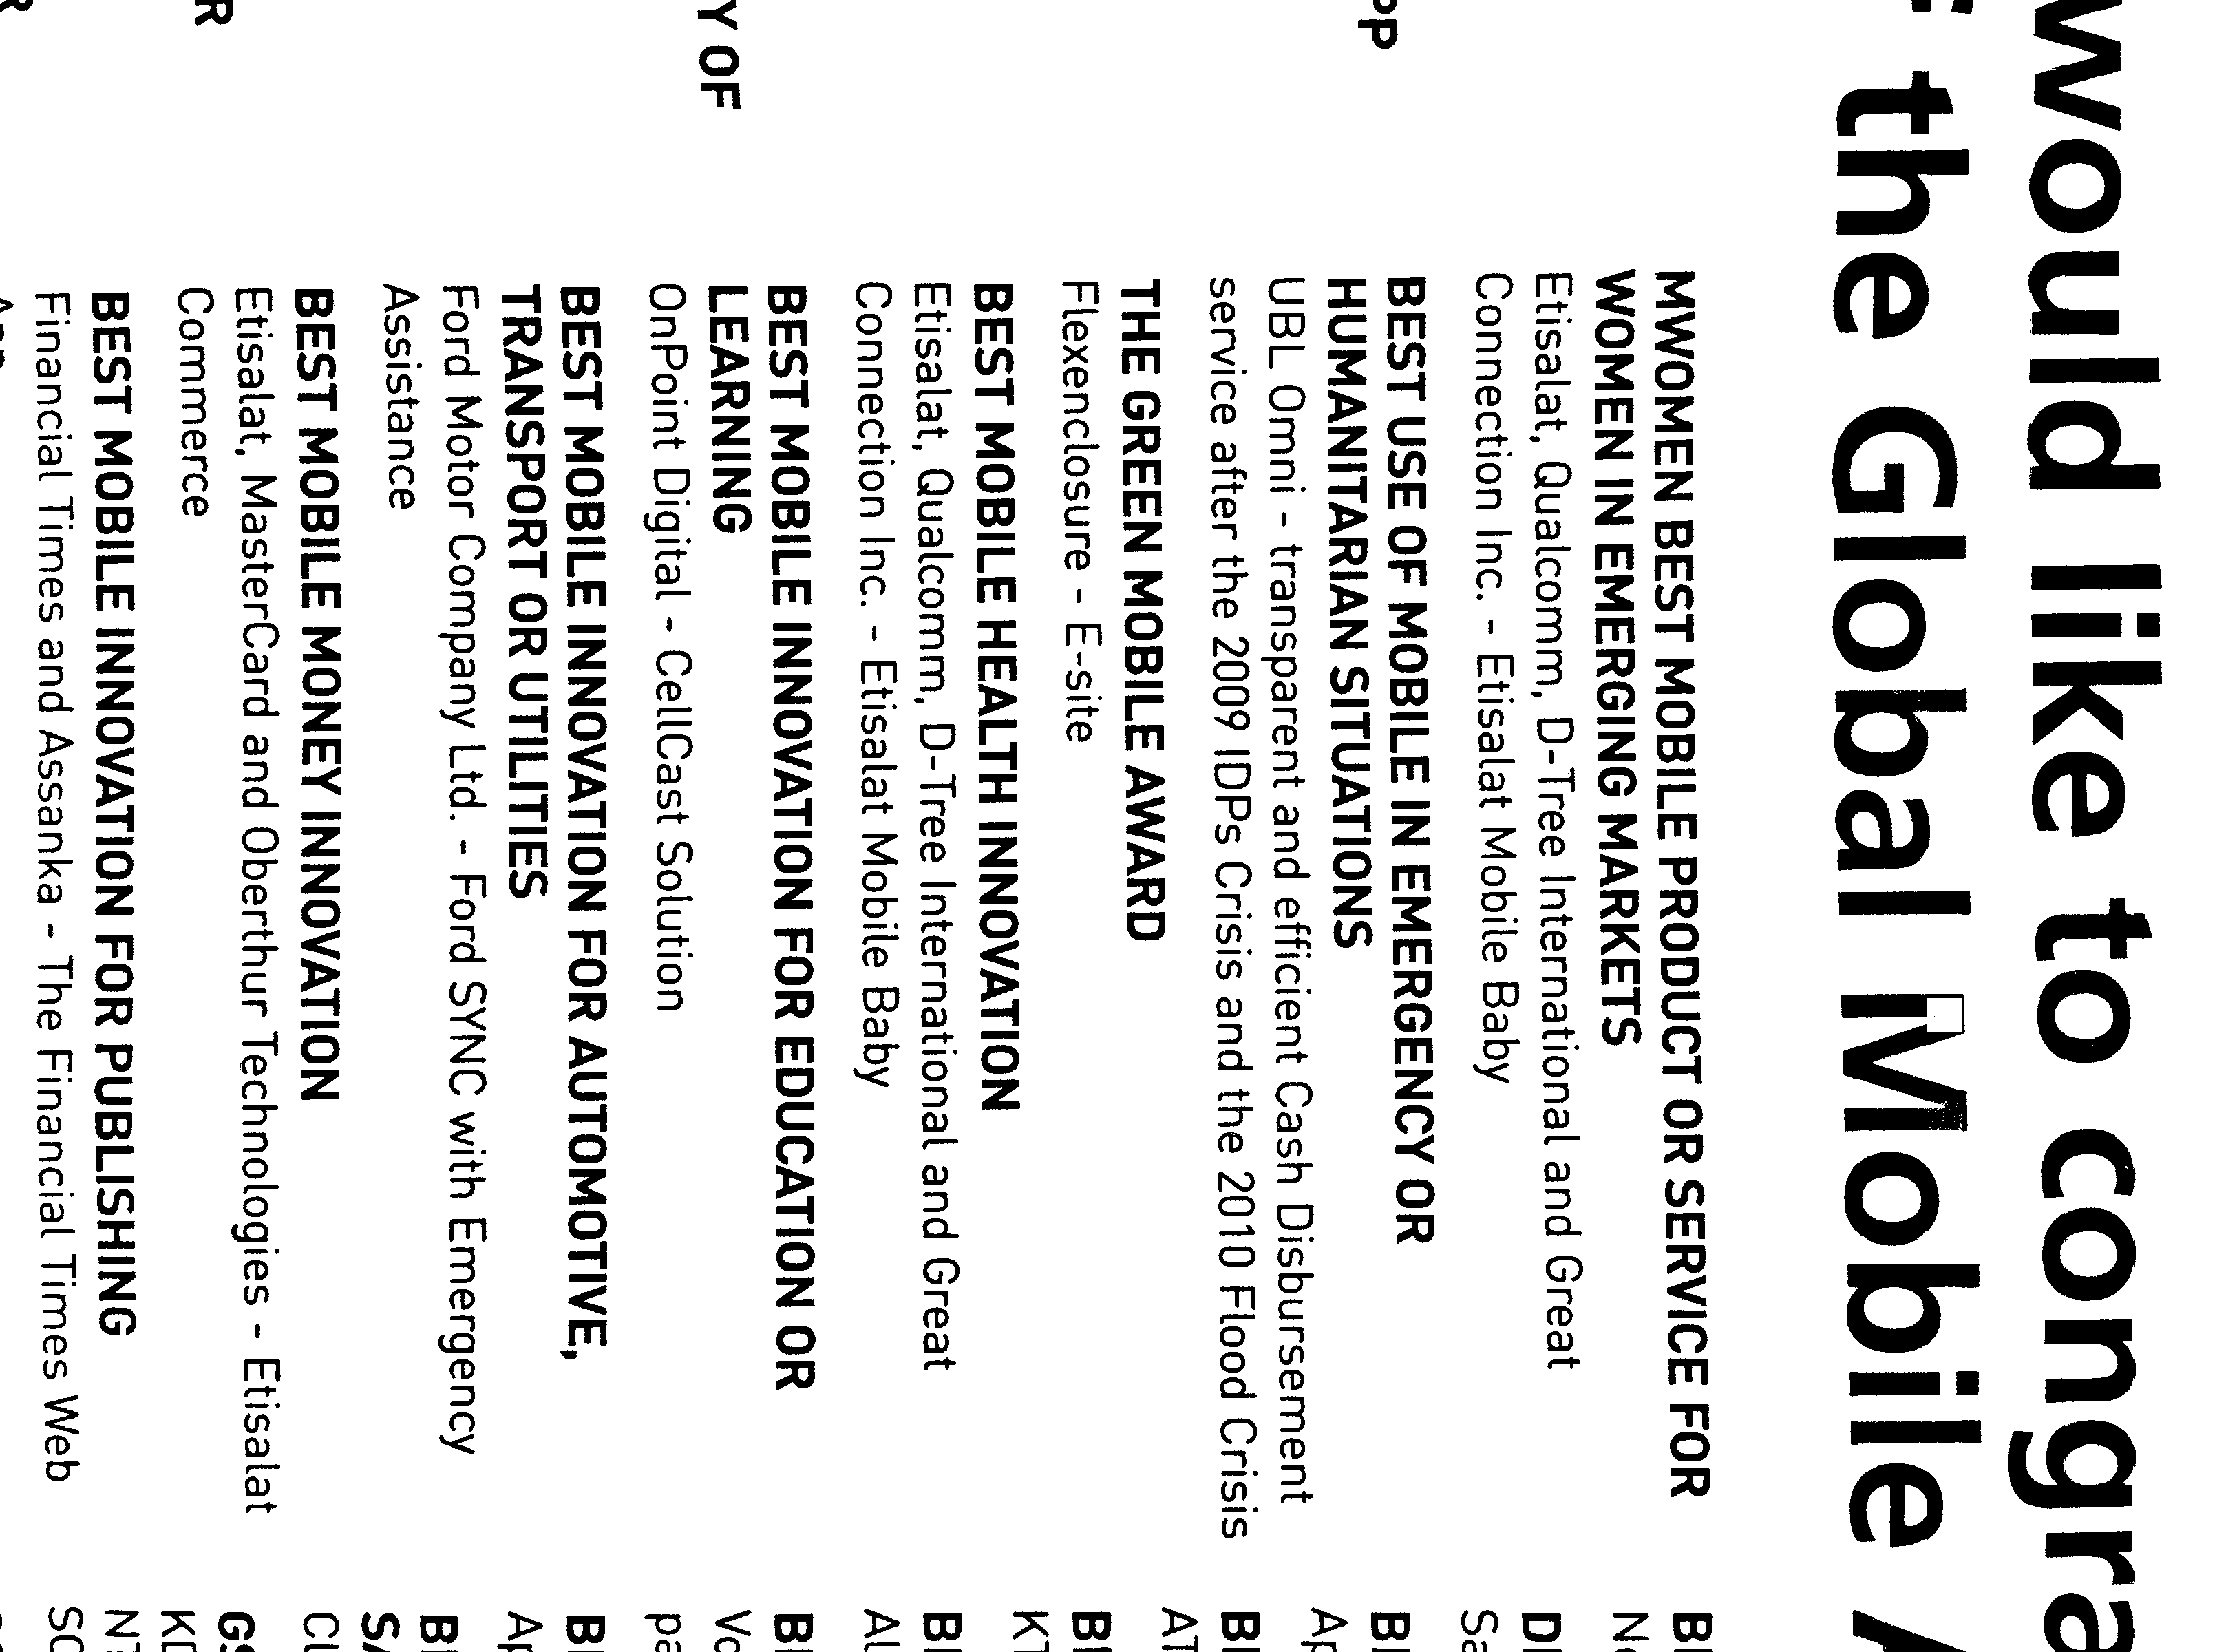 would like to congra
the Global Mobile A
PP
Y OF
R
MWOMEN BEST MOBILE PRODUCT OR SERVICE FOR
WOMEN IN EMERGING MARKETS
Etisalat, Qualcomm, D-Tree International and Great
Connection Inc. - Etisalat Mobile Baby
BEST USE OF MOBILE IN EMERGENCY OR
HUMANITARIAN SITUATIONS
UBL Omni - transparent and efficient Cash Disbursement
service after the 2009 IDPs Crisis and the 2010 Flood Crisis
THE GREEN MOBILE AWARD
Flexenclosure - E-site
BEST MOBILE HEALTH INNOVATION
Etisalat, Qualcomm, D-Tree International and Great
Connection Inc. - Etisalat Mobile Baby
BEST MOBILE INNOVATION FOR EDUCATION OR
LEARNING
OnPoint Digital - CellCast Solution
BEST MOBILE INNOVATION FOR AUTOMOTIVE,
TRANSPORT OR UTILITIES
Ford Motor Company Ltd. - Ford SYNC with Emergency
Assistance
BEST MOBILE MONEY INNOVATION
Etisalat, MasterCard and Oberthur Technologies - Etisalat
Commerce
BEST MOBILE INNOVATION FOR PUBLISHING
Financial Times and Assanka - The Financial Times Web